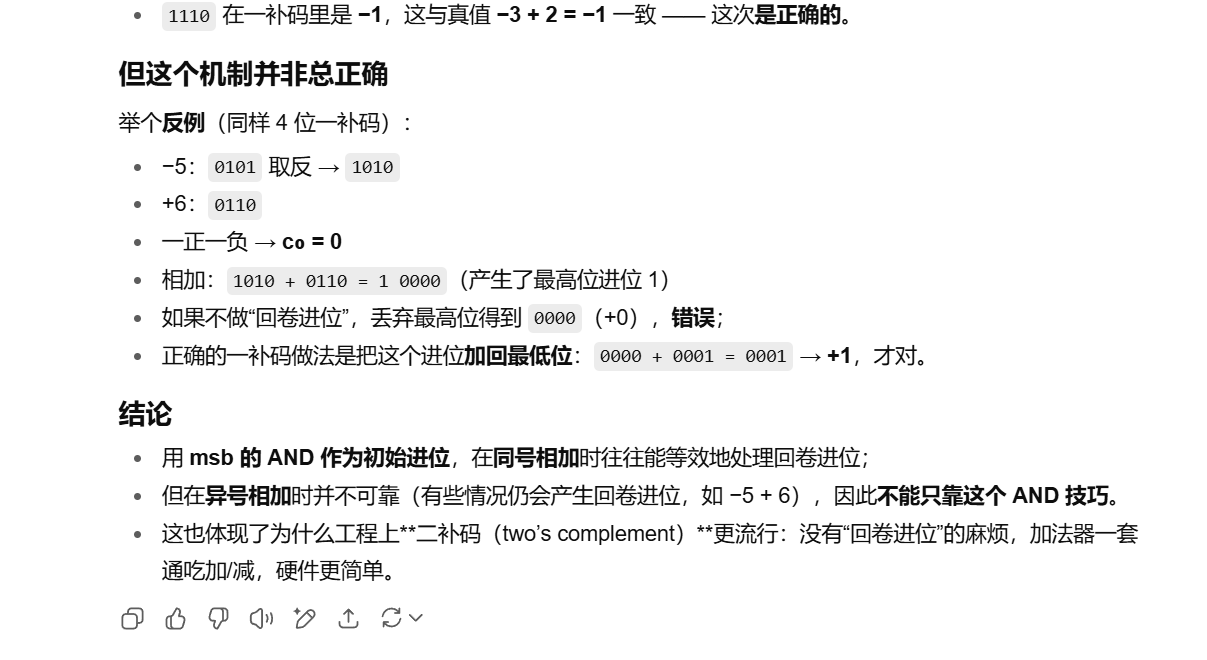 1110 在一补码里是 −1，这与真值 −3 + 2 = −1 一致 —— 这次是正确的。
但这个机制并非总正确
举个反例（同样 4 位一补码）：
−5：0101 取反 → 1010
+6：0110
一正一负 → c₀ = 0
相加：1010 + 0110 = 1 0000（产生了最高位进位 1）
如果不做“回卷进位”，丢弃最高位得到 0000（+0），错误；
正确的一补码做法是把这个进位加回最低位：0000 + 0001 = 0001 → +1，才对。
结论
用 msb 的 AND 作为初始进位，在同号相加时往往能等效地处理回卷进位；
但在异号相加时并不可靠（有些情况仍会产生回卷进位，如 −5 + 6），因此不能只靠这个 AND 技巧。
这也体现了为什么工程上**二补码（two’s complement）**更流行：没有“回卷进位”的麻烦，加法器一套
通吃加/减，硬件更简单。